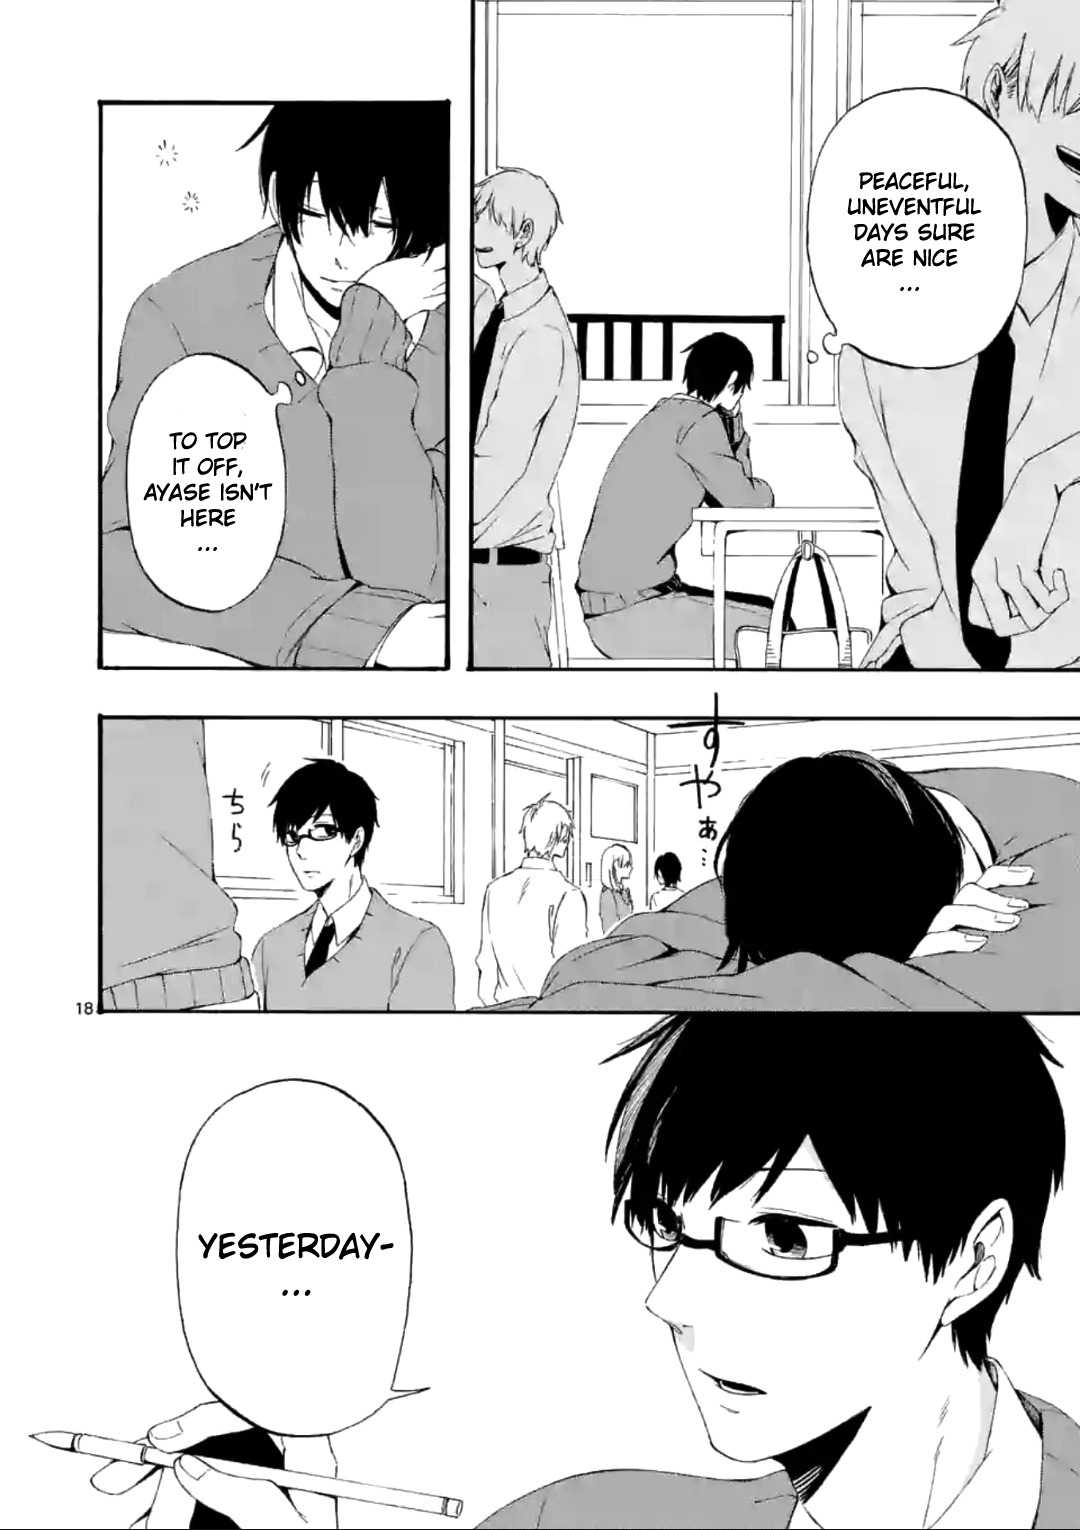 PEACEFUL,
UNEVENTFUL
DAYS SURE
ARE NICE
...
TO TOP
IT OFF,
AYASE ISN'T
HERE
...
すやぁ…
ちら
18
YESTERDAY-
...